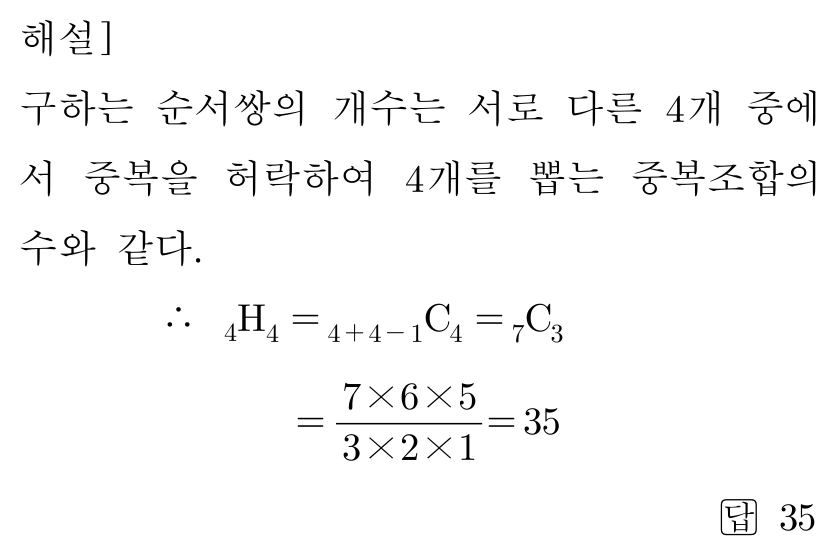 해설]
구하는 순서쌍의 개수는 서로 다른 4개 중에
서 중복을 허락하여 4개를 뽑는 중복조합의
수와 같다.
∴ ₄H₄ = ₄₊₄₋₁C₄ = ₇C₃
= \frac{7×6×5}{3×2×1} = 35
답 35